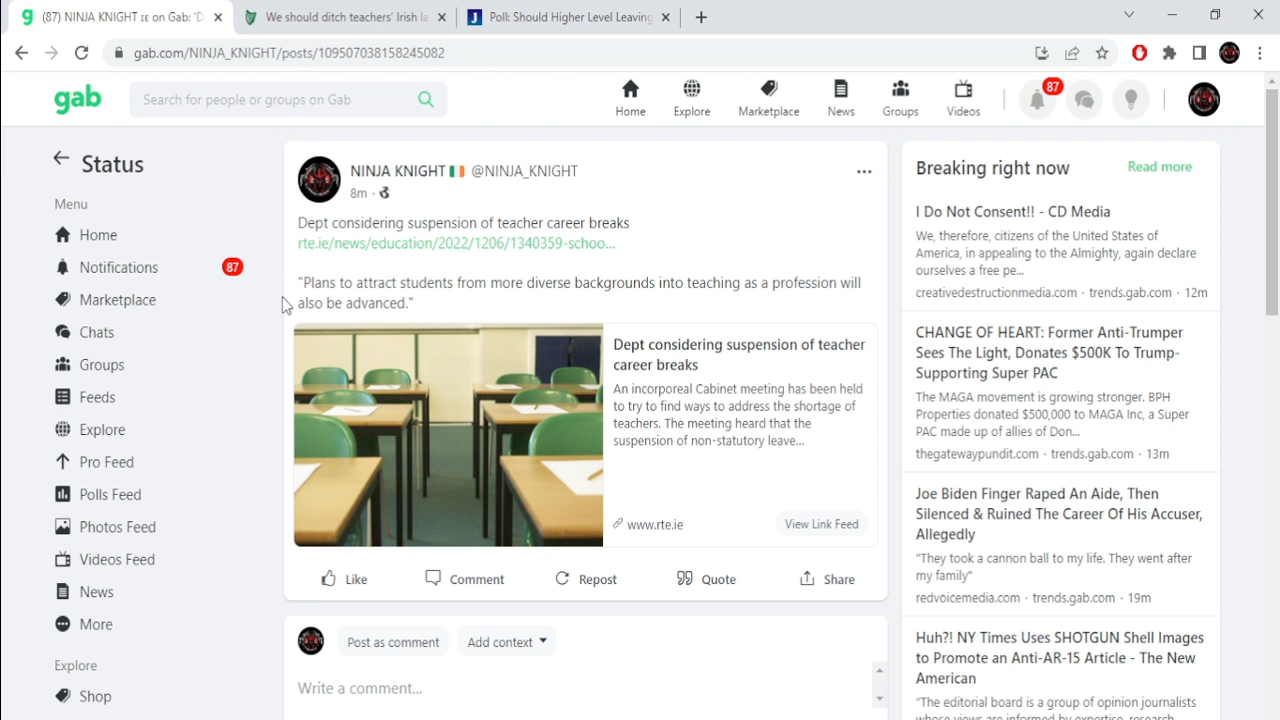 (87) NINJA KNIGHT IE on Gab: 'D
We should ditch teachers' Irish la
Poll: Should Higher Level Leaving
gab.com/NINJA_KNIGHT/posts/109507038158245082
gab
Search for people or groups on Gab
Home
Explore
Marketplace
News
Groups
Videos
87
Status
Menu
Home
Notifications
87
Marketplace
Chats
Groups
Feeds
Explore
Pro Feed
Polls Feed
Photos Feed
Videos Feed
News
More
Explore
Shop
NINJA KNIGHT 🇮🇪 @NINJA_KNIGHT
8m ·
Dept considering suspension of teacher career breaks
rte.ie/news/education/2022/1206/1340359-schoo...
"Plans to attract students from more diverse backgrounds into teaching as a profession will
also be advanced."
Dept considering suspension of teacher
career breaks
An incorporeal Cabinet meeting has been held
to try to find ways to address the shortage of
teachers. The meeting heard that the
suspension of non-statutory leave...
www.rte.ie
View Link Feed
Like
Comment
Repost
Quote
Share
Post as comment
Add context
Write a comment...
Breaking right now
Read more
I Do Not Consent!! - CD Media
We, therefore, citizens of the United States of
America, in appealing to the Almighty, again declare
ourselves a free pe...
creativedestructionmedia.com · trends.gab.com · 12m
CHANGE OF HEART: Former Anti-Trumper
Sees The Light, Donates $500K To Trump-
Supporting Super PAC
The MAGA movement is growing stronger. BPH
Properties donated $500,000 to MAGA Inc, a Super
PAC made up of allies of Don...
thegatewaypundit.com · trends.gab.com · 13m
Joe Biden Finger Raped An Aide, Then
Silenced & Ruined The Career Of His Accuser,
Allegedly
"They took a cannon ball to my life. They went after
my family"
redvoicemedia.com · trends.gab.com · 19m
Huh?! NY Times Uses SHOTGUN Shell Images
to Promote an Anti-AR-15 Article - The New
American
"The editorial board is a group of opinion journalists
whose views are informed by expertise, research,